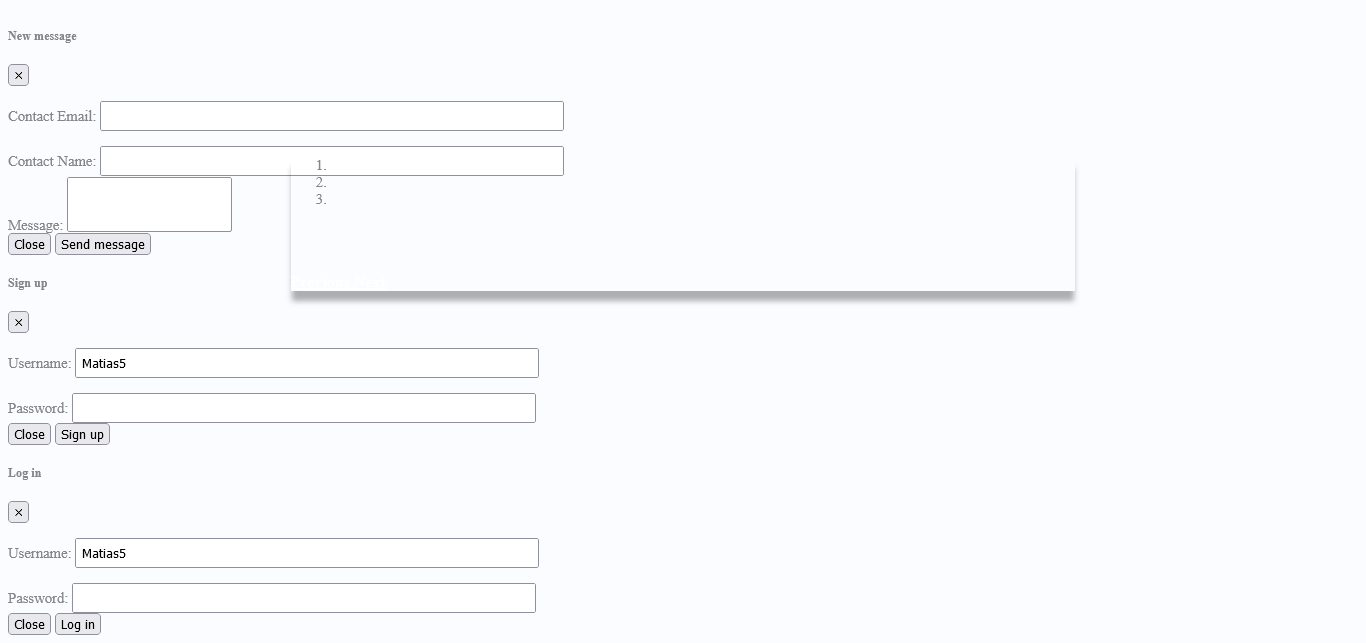 New message
×
Contact Email:
Contact Name:
1.
2.
3.
Message:
Close Send message
Sign up
×
Username: Matias5
Password:
Close Sign up
Log in
×
Username: Matias5
Password:
Close Log in